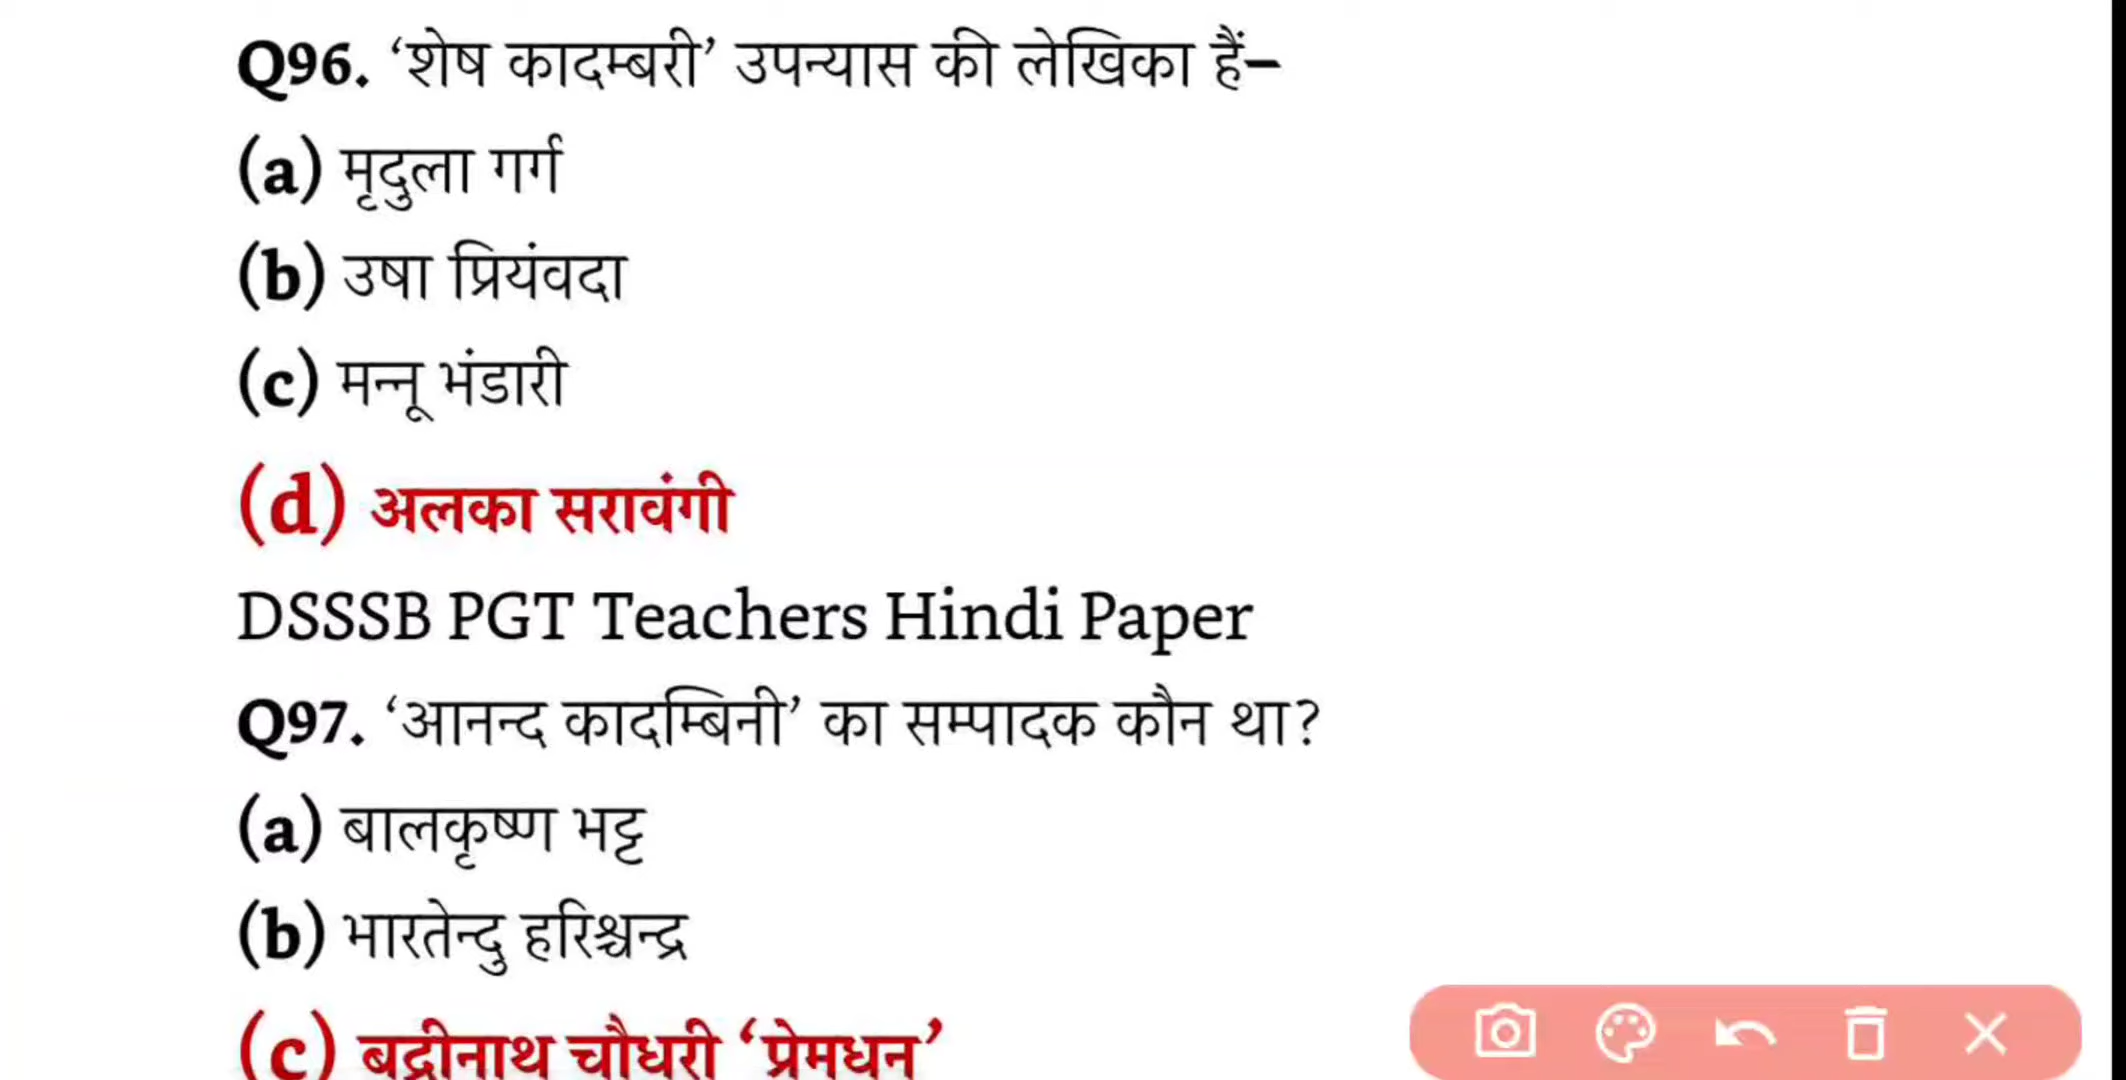 Q96. ‘शेष कादम्बरी’ उपन्यास की लेखिका हैं–
(a) मृदुला गर्ग
(b) उषा प्रियंवदा
(c) मन्नू भंडारी
(d) अलका सरावंगी
DSSSB PGT Teachers Hindi Paper
Q97. ‘आनन्द कादम्बिनी’ का सम्पादक कौन था?
(a) बालकृष्ण भट्ट
(b) भारतेन्दु हरिश्चन्द्र
(c) बद्रीनाथ चौधरी ‘प्रेमधन’